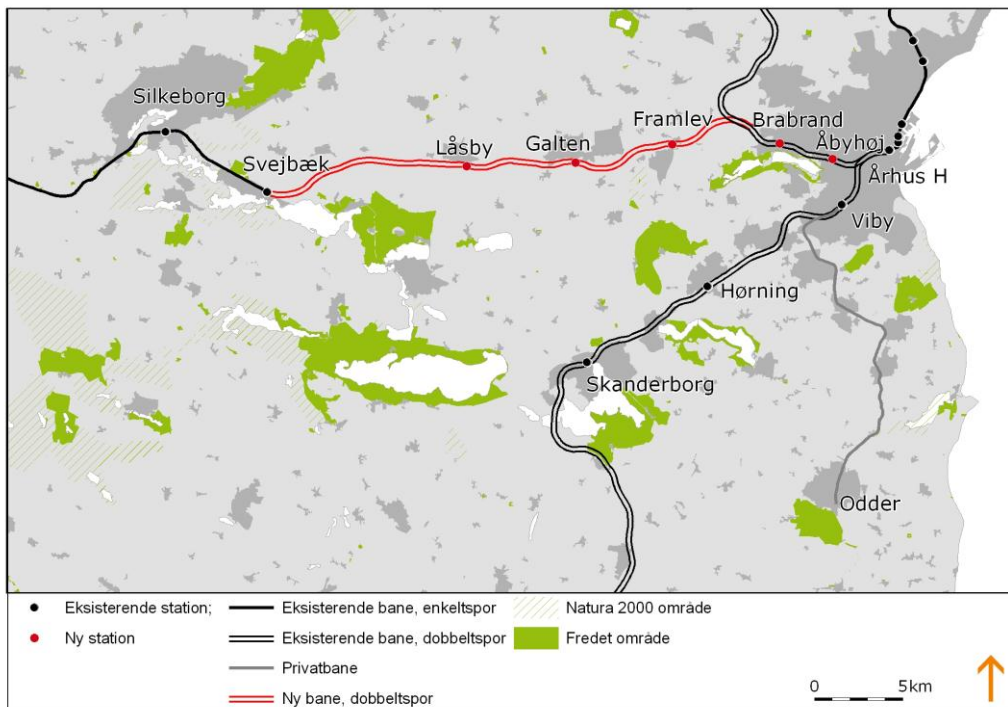 Silkeborg
Svejbæk
Låsby
Galten
Framlev
Brabrand
Åbyhøj
Århus H
Viby
Hørning
Skanderborg
Odder
Eksisterende station;
Ny station
Eksisterende bane, enkeltspor
Eksisterende bane, dobbeltspor
Privatbane
Ny bane, dobbeltspor
Natura 2000 område
Fredet område
0 5km